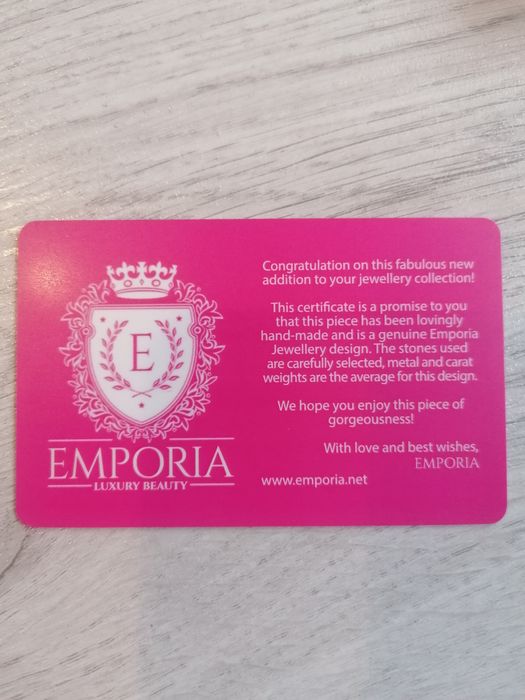 E
EMPORIA
LUXURY BEAUTY
Congratulation on this fabulous new
addition to your jewellery collection!
This certificate is a promise to you
that this piece has been lovingly
hand-made and is a genuine Emporia
Jewellery design. The stones used
are carefully selected, metal and carat
weights are the average for this design.
We hope you enjoy this piece of
gorgeousness!
With love and best wishes,
EMPORIA
www.emporia.net